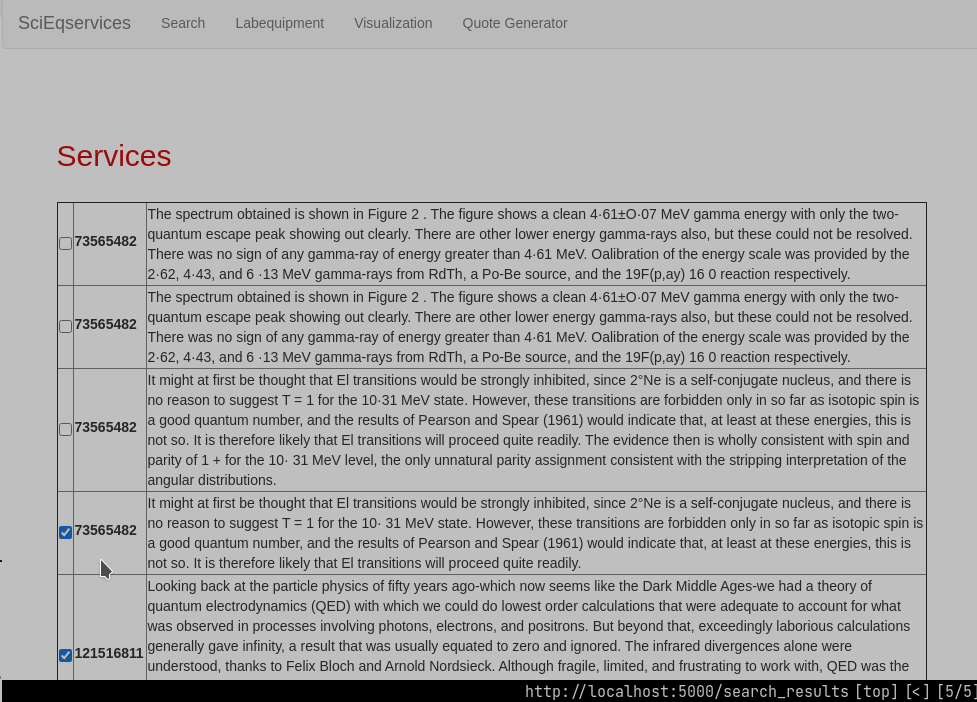 SciEqservices Search Labequipment Visualization Quote Generator
Services
The spectrum obtained is shown in Figure 2 . The figure shows a clean 4·61±O·07 MeV gamma energy with only the two-
quantum escape peak showing out clearly. There are other lower energy gamma-rays also, but these could not be resolved.
73565482
There was no sign of any gamma-ray of energy greater than 4·61 MeV. Oalibration of the energy scale was provided by the
2·62, 4·43, and 6 ·13 MeV gamma-rays from RdTh, a Po-Be source, and the 19F(p,ay) 16 0 reaction respectively.
The spectrum obtained is shown in Figure 2 . The figure shows a clean 4·61±O·07 MeV gamma energy with only the two-
quantum escape peak showing out clearly. There are other lower energy gamma-rays also, but these could not be resolved.
73565482
There was no sign of any gamma-ray of energy greater than 4·61 MeV. Oalibration of the energy scale was provided by the
2·62, 4·43, and 6 ·13 MeV gamma-rays from RdTh, a Po-Be source, and the 19F(p,ay) 16 0 reaction respectively.
It might at first be thought that El transitions would be strongly inhibited, since 2°Ne is a self-conjugate nucleus, and there is
no reason to suggest T = 1 for the 10·31 MeV state. However, these transitions are forbidden only in so far as isotopic spin is
a good quantum number, and the results of Pearson and Spear (1961) would indicate that, at least at these energies, this is
73565482
not so. It is therefore likely that El transitions will proceed quite readily. The evidence then is wholly consistent with spin and
parity of 1 + for the 10· 31 MeV level, the only unnatural parity assignment consistent with the stripping interpretation of the
angular distributions.
It might at first be thought that El transitions would be strongly inhibited, since 2°Ne is a self-conjugate nucleus, and there is
no reason to suggest T = 1 for the 10· 31 MeV state. However, these transitions are forbidden only in so far as isotopic spin is
73565482
a good quantum number, and the results of Pearson and Spear (1961) would indicate that, at least at these energies, this is
not so. It is therefore likely that El transitions will proceed quite readily.
Looking back at the particle physics of fifty years ago-which now seems like the Dark Middle Ages-we had a theory of
quantum electrodynamics (QED) with which we could do lowest order calculations that were adequate to account for what
was observed in processes involving photons, electrons, and positrons. But beyond that, exceedingly laborious calculations
generally gave infinity, a result that was usually equated to zero and ignored. The infrared divergences alone were
121516811
understood, thanks to Felix Bloch and Arnold Nordsieck. Although fragile, limited, and frustrating to work with, QED was the
http://localhost:5000/search_results [top] [<] [5/5]